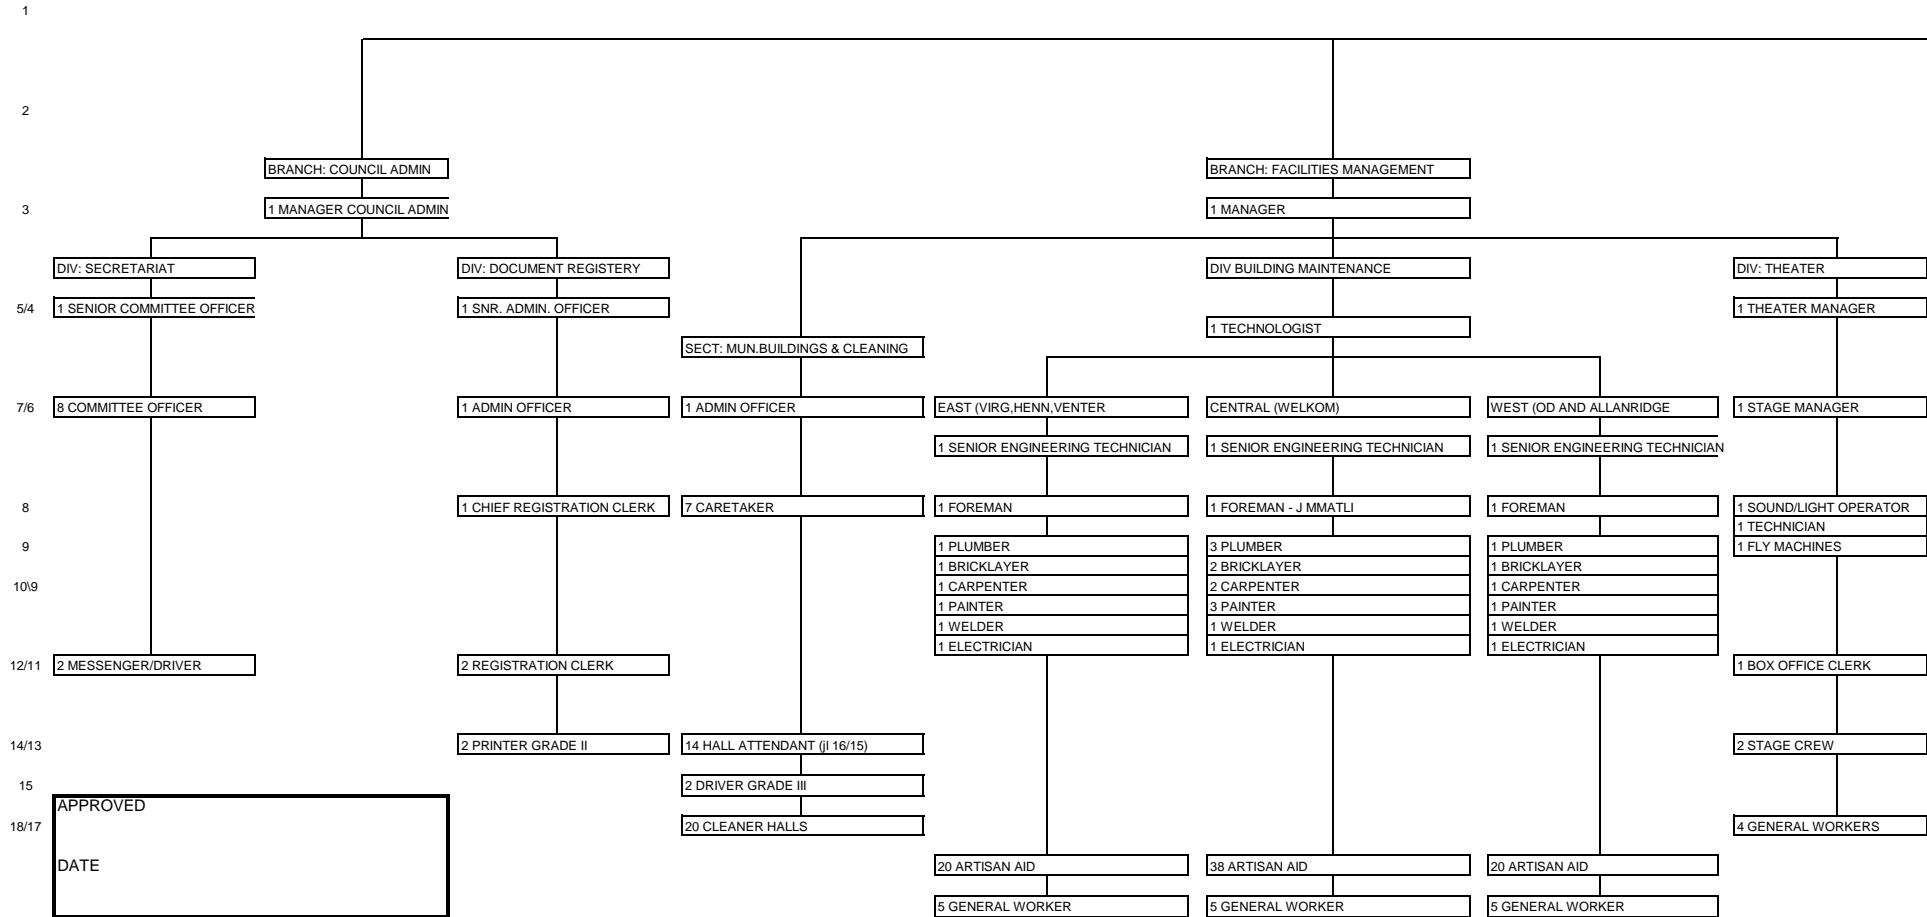 1
2
BRANCH: COUNCIL ADMIN
BRANCH: FACILITIES MANAGEMENT
3
1 MANAGER COUNCIL ADMIN
1 MANAGER
DIV: SECRETARIAT
DIV: DOCUMENT REGISTERY
DIV BUILDING MAINTENANCE
DIV: THEATER
5/4
1 SENIOR COMMITTEE OFFICER
1 SNR. ADMIN. OFFICER
1 THEATER MANAGER
1 TECHNOLOGIST
SECT: MUN.BUILDINGS & CLEANING
7/6
8 COMMITTEE OFFICER
1 ADMIN OFFICER
1 ADMIN OFFICER
EAST (VIRG,HENN,VENTER
CENTRAL (WELKOM)
WEST (OD AND ALLANRIDGE
1 STAGE MANAGER
1 SENIOR ENGINEERING TECHNICIAN
1 SENIOR ENGINEERING TECHNICIAN
1 SENIOR ENGINEERING TECHNICIAN
8
1 CHIEF REGISTRATION CLERK
7 CARETAKER
1 FOREMAN
1 FOREMAN - J MMATLI
1 FOREMAN
1 SOUND/LIGHT OPERATOR
1 TECHNICIAN
9
1 PLUMBER
3 PLUMBER
1 PLUMBER
1 FLY MACHINES
1 BRICKLAYER
2 BRICKLAYER
1 BRICKLAYER
10\9
1 CARPENTER
2 CARPENTER
1 CARPENTER
1 PAINTER
3 PAINTER
1 PAINTER
1 WELDER
1 WELDER
1 WELDER
1 ELECTRICIAN
1 ELECTRICIAN
1 ELECTRICIAN
12/11
2 MESSENGER/DRIVER
2 REGISTRATION CLERK
1 BOX OFFICE CLERK
14/13
2 PRINTER GRADE II
14 HALL ATTENDANT (jl 16/15)
2 STAGE CREW
15
2 DRIVER GRADE III
APPROVED
18/17
20 CLEANER HALLS
4 GENERAL WORKERS
DATE
20 ARTISAN AID
38 ARTISAN AID
20 ARTISAN AID
5 GENERAL WORKER
5 GENERAL WORKER
5 GENERAL WORKER